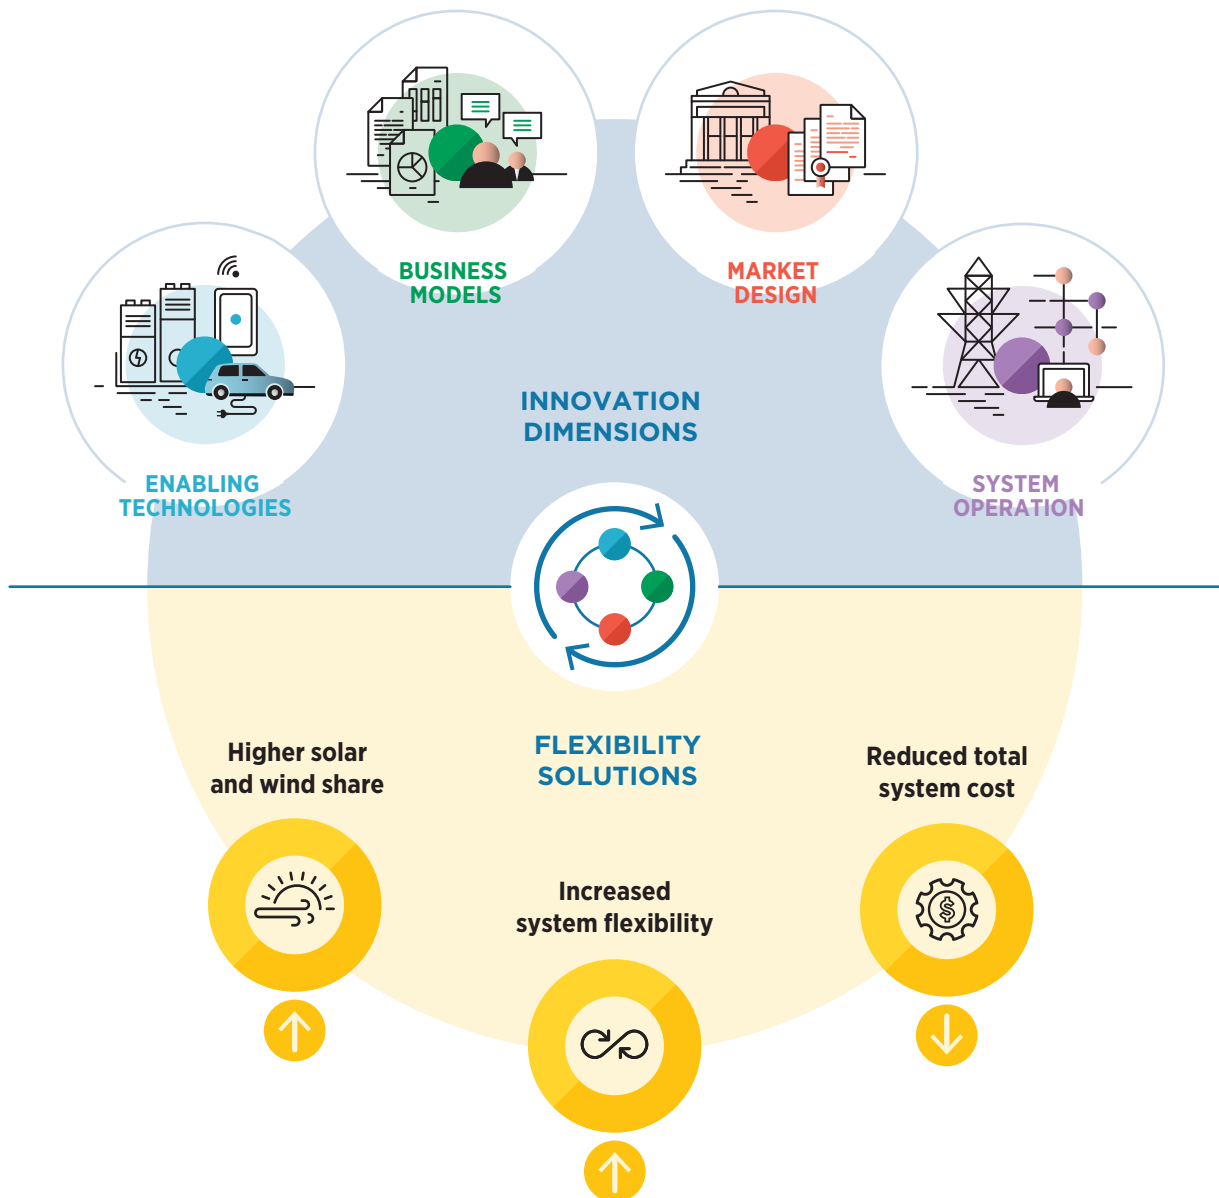 BUSINESS
MODELS
MARKET
DESIGN
ENABLING
TECHNOLOGIES
INNOVATION
DIMENSIONS
SYSTEM
OPERATION
FLEXIBILITY
SOLUTIONS
Higher solar
and wind share
Increased
system flexibility
Reduced total
system cost
$